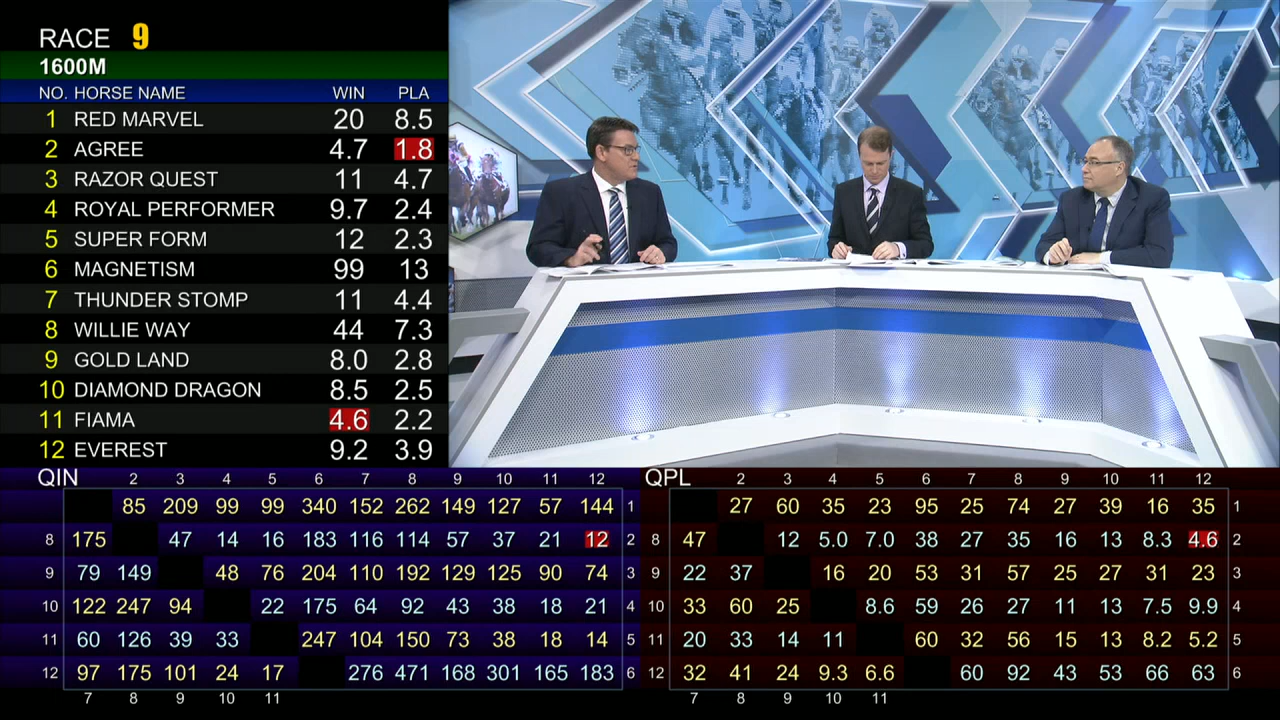 RACE 9
1600M
NO. HORSE NAME WIN PLA
1 RED MARVEL 20 8.5
2 AGREE 4.7 1.8
3 RAZOR QUEST 11 4.7
4 ROYAL PERFORMER 9.7 2.4
5 SUPER FORM 12 2.3
6 MAGNETISM 99 13
7 THUNDER STOMP 11 4.4
8 WILLIE WAY 44 7.3
9 GOLD LAND 8.0 2.8
10 DIAMOND DRAGON 8.5 2.5
11 FIAMA 4.6 2.2
12 EVEREST 9.2 3.9
QIN 2 3 4 5 6 7 8 9 10 11 12
85 209 99 99 340 152 262 149 127 57 144 1
8 175 47 14 16 183 116 114 57 37 21 12 2
9 79 149 48 76 204 110 192 129 125 90 74 3
10 122 247 94 22 175 64 92 43 38 18 21 4
11 60 126 39 33 247 104 150 73 38 18 14 5
12 97 175 101 24 17 276 471 168 301 165 183 6
7 8 9 10 11
QPL 2 3 4 5 6 7 8 9 10 11 12
27 60 35 23 95 25 74 27 39 16 35 1
8 47 12 5.0 7.0 38 27 35 16 13 8.3 4.6 2
9 22 37 16 20 53 31 57 25 27 31 23 3
10 33 60 25 8.6 59 26 27 11 13 7.5 9.9 4
11 20 33 14 11 60 32 56 15 13 8.2 5.2 5
12 32 41 24 9.3 6.6 60 92 43 53 66 63 6
7 8 9 10 11